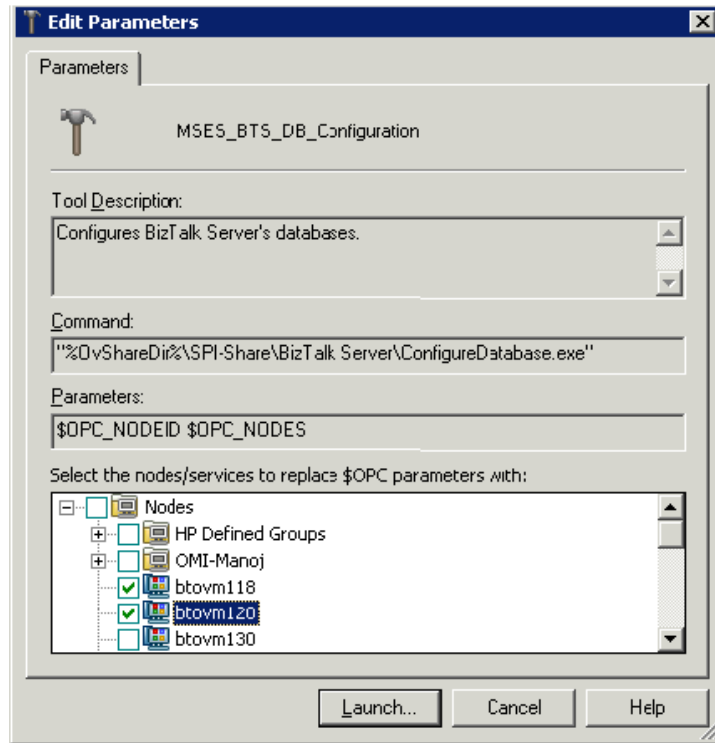 Edit Parameters
Parameters
MSES_BTS_DB_Configuration
Tool Description:
Configures BizTalk Server's databases.
Command:
"%OvShareDir%\SPI-Share\BizTalk Server\ConfigureDatabase.exe"
Parameters:
$OPC_NODEID $OPC_NODES
Select the nodes/services to replace $OPC parameters with:
Nodes
HP Defined Groups
OMI-Manoj
btovm118
btovm120
btovm130
Launch... Cancel Help